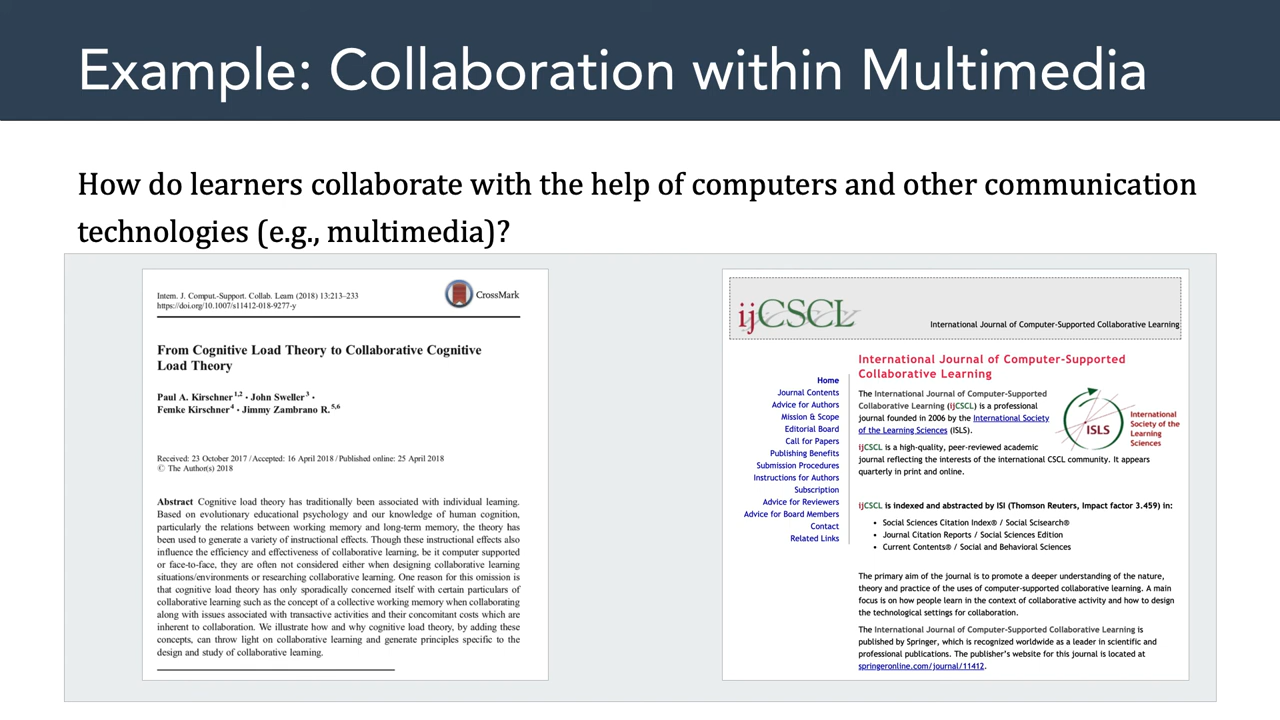 Example: Collaboration within Multimedia
How do learners collaborate with the help of computers and other communication
technologies (e.g., multimedia)?
Intern. J. Comput.-Support. Collab. Learn (2018) 13:213–233
https://doi.org/10.1007/s11412-018-9277-y
CrossMark
From Cognitive Load Theory to Collaborative Cognitive
Load Theory
Paul A. Kirschner1,2 · John Sweller3 ·
Femke Kirschner4 · Jimmy Zambrano R.5,6
Received: 23 October 2017 / Accepted: 16 April 2018 / Published online: 25 April 2018
© The Author(s) 2018
Abstract Cognitive load theory has traditionally been associated with individual learning.
Based on evolutionary educational psychology and our knowledge of human cognition,
particularly the relations between working memory and long-term memory, the theory has
been used to generate a variety of instructional effects. Though these instructional effects also
influence the efficiency and effectiveness of collaborative learning, be it computer supported
or face-to-face, they are often not considered either when designing collaborative learning
situations/environments or researching collaborative learning. One reason for this omission is
that cognitive load theory has only sporadically concerned itself with certain particulars of
collaborative learning such as the concept of a collective working memory when collaborating
along with issues associated with transactive activities and their concomitant costs which are
inherent to collaboration. We illustrate how and why cognitive load theory, by adding these
concepts, can throw light on collaborative learning and generate principles specific to the
design and study of collaborative learning.
ijCSCL
International Journal of Computer-Supported Collaborative Learning
Home
Journal Contents
Advice for Authors
Mission & Scope
Editorial Board
Call for Papers
Publishing Benefits
Submission Procedures
Instructions for Authors
Subscription
Advice for Reviewers
Advice for Board Members
Contact
Related Links
International Journal of Computer-Supported
Collaborative Learning
The International Journal of Computer-Supported
Collaborative Learning (ijCSCL) is a professional
journal founded in 2006 by the International Society
of the Learning Sciences (ISLS).
ISLS
International
Society of the
Learning
Sciences
ijCSCL is a high-quality, peer-reviewed academic
journal reflecting the interests of the international CSCL community. It appears
quarterly in print and online.
ijCSCL is indexed and abstracted by ISI (Thomson Reuters, Impact factor 3.459) in:
• Social Sciences Citation Index® / Social Scisearch®
• Journal Citation Reports / Social Sciences Edition
• Current Contents® / Social and Behavioral Sciences
The primary aim of the journal is to promote a deeper understanding of the nature,
theory and practice of the uses of computer-supported collaborative learning. A main
focus is on how people learn in the context of collaborative activity and how to design
the technological settings for collaboration.
The International Journal of Computer-Supported Collaborative Learning is
published by Springer, which is recognized worldwide as a leader in scientific and
professional publications. The publisher's website for this journal is located at
springeronline.com/journal/11412.